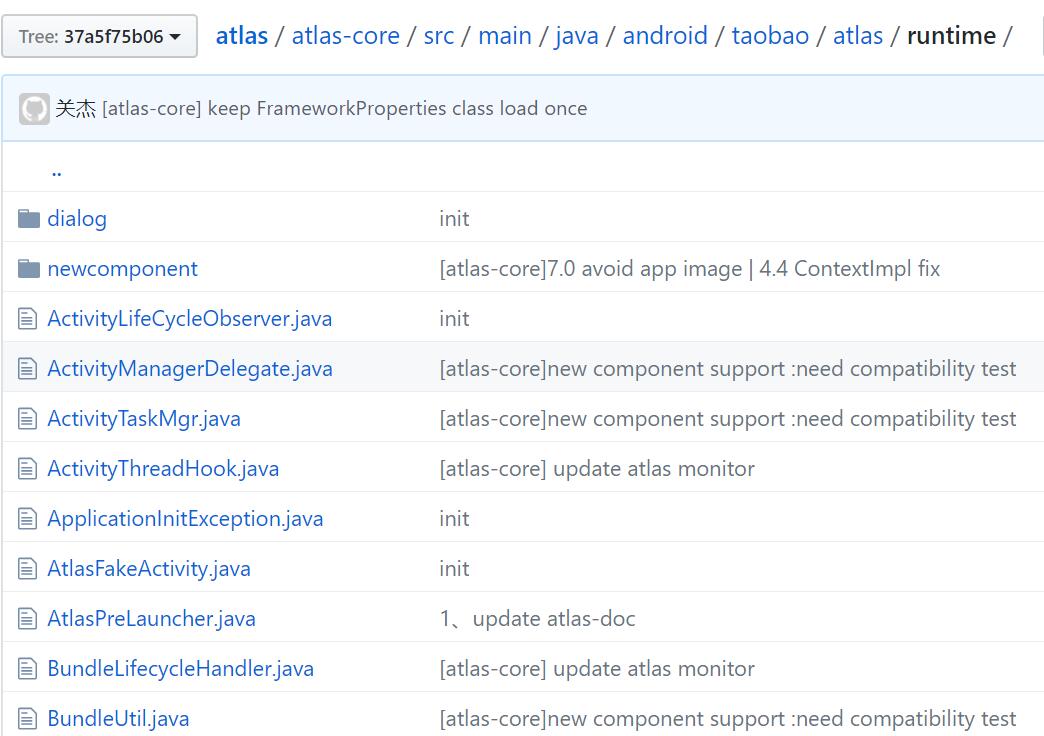 Tree: 37a5f75b06 atlas / atlas-core / src / main / java / android / taobao / atlas / runtime /
关杰 [atlas-core] keep FrameworkProperties class load once
..
dialog init
newcomponent [atlas-core]7.0 avoid app image | 4.4 ContextImpl fix
ActivityLifeCycleObserver.java init
ActivityManagerDelegate.java [atlas-core]new component support :need compatibility test
ActivityTaskMgr.java [atlas-core]new component support :need compatibility test
ActivityThreadHook.java [atlas-core] update atlas monitor
ApplicationInitException.java init
AtlasFakeActivity.java init
AtlasPreLauncher.java 1、update atlas-doc
BundleLifecycleHandler.java [atlas-core] update atlas monitor
BundleUtil.java [atlas-core]new component support :need compatibility test